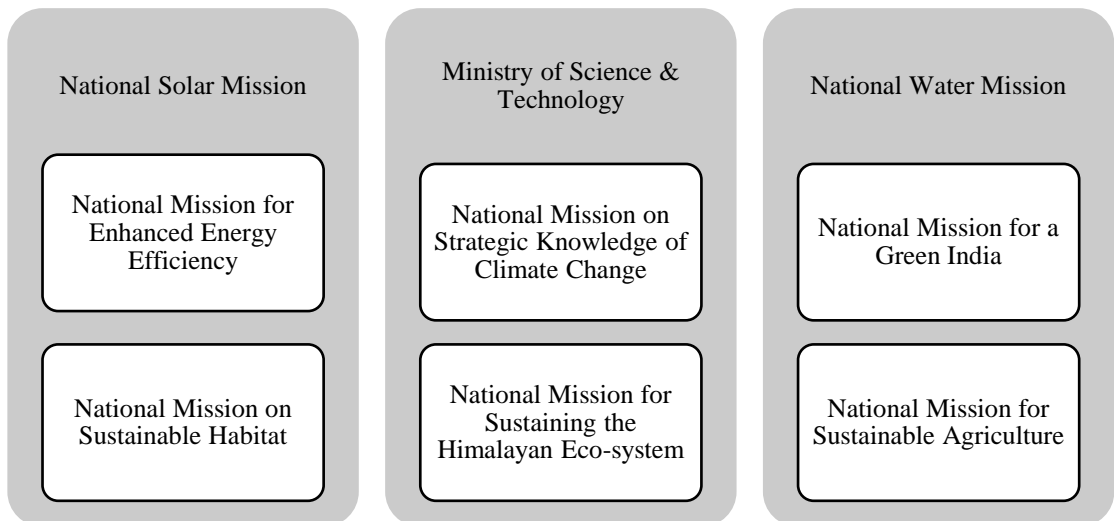 National Solar Mission
National Mission for
Enhanced Energy
Efficiency
National Mission on
Sustainable Habitat
Ministry of Science &
Technology
National Mission on
Strategic Knowledge of
Climate Change
National Mission for
Sustaining the
Himalayan Eco-system
National Water Mission
National Mission for a
Green India
National Mission for
Sustainable Agriculture